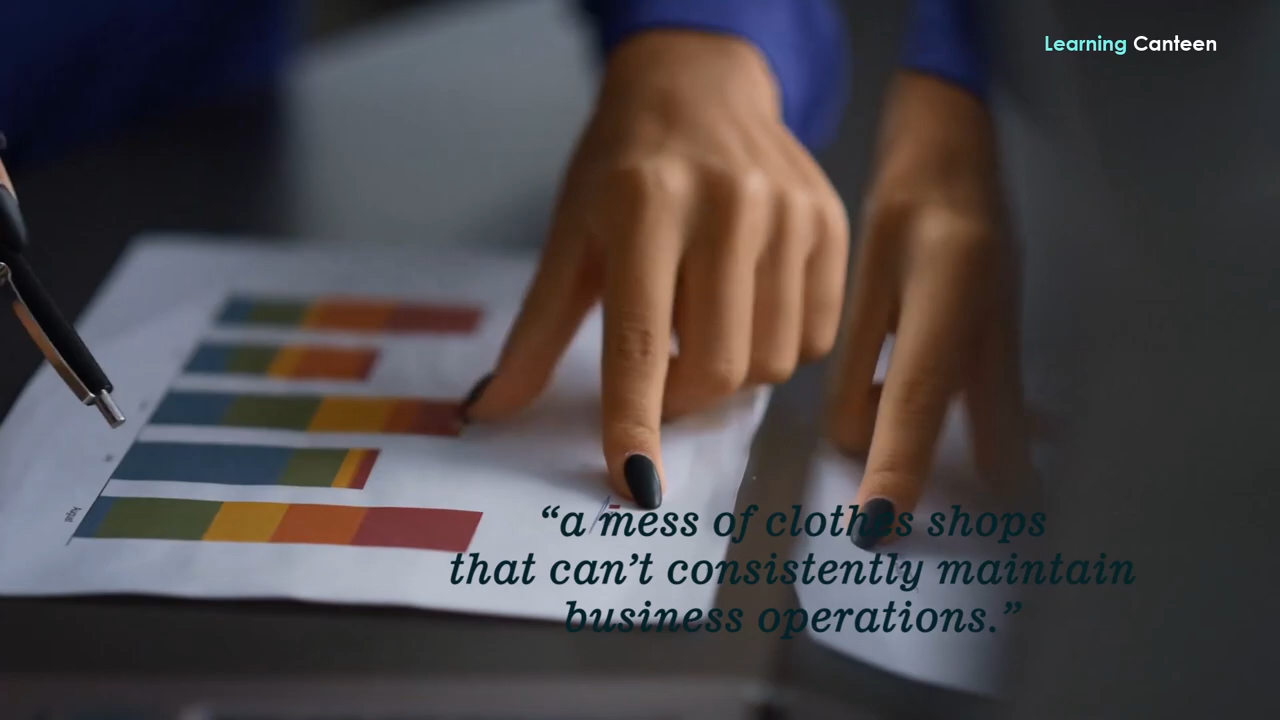 Learning Canteen
“a mess of clothes shops
that can’t consistently maintain
business operations.”